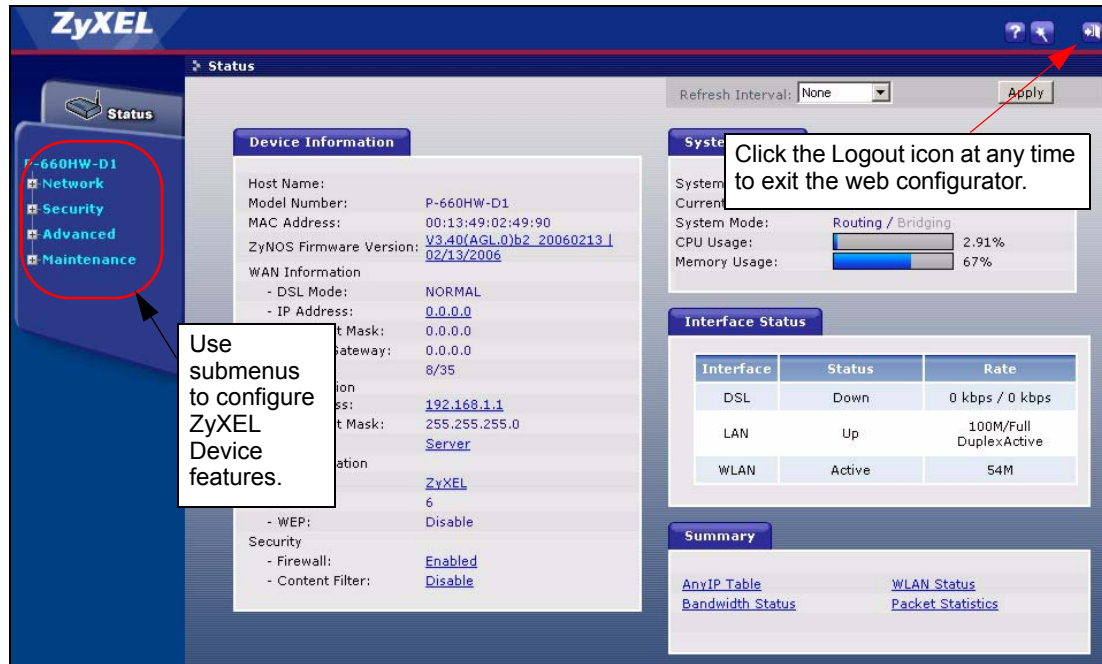 ZyXEL
Status
Status
Refresh Interval: None
Apply
P-660HW-D1
Network
Security
Advanced
Maintenance
Use
submenus
to configure
ZyXEL
Device
features.
Device Information
Host Name:
Model Number: P-660HW-D1
MAC Address: 00:13:49:02:49:90
ZyNOS Firmware Version: V3.40(AGL.0)b2_20060213 |
02/13/2006
WAN Information
- DSL Mode: NORMAL
- IP Address: 0.0.0.0
t Mask: 0.0.0.0
Gateway: 0.0.0.0
8/35
ion
ss: 192.168.1.1
t Mask: 255.255.255.0
Server
ation
ZyXEL
6
- WEP: Disable
Security
- Firewall: Enabled
- Content Filter: Disable
Click the Logout icon at any time
to exit the web configurator.
Syste
System
Current
System Mode: Routing / Bridging
CPU Usage: 2.91%
Memory Usage: 67%
Interface Status
Interface Status Rate
DSL Down 0 kbps / 0 kbps
LAN Up 100M/Full
DuplexActive
WLAN Active 54M
Summary
AnyIP Table WLAN Status
Bandwidth Status Packet Statistics